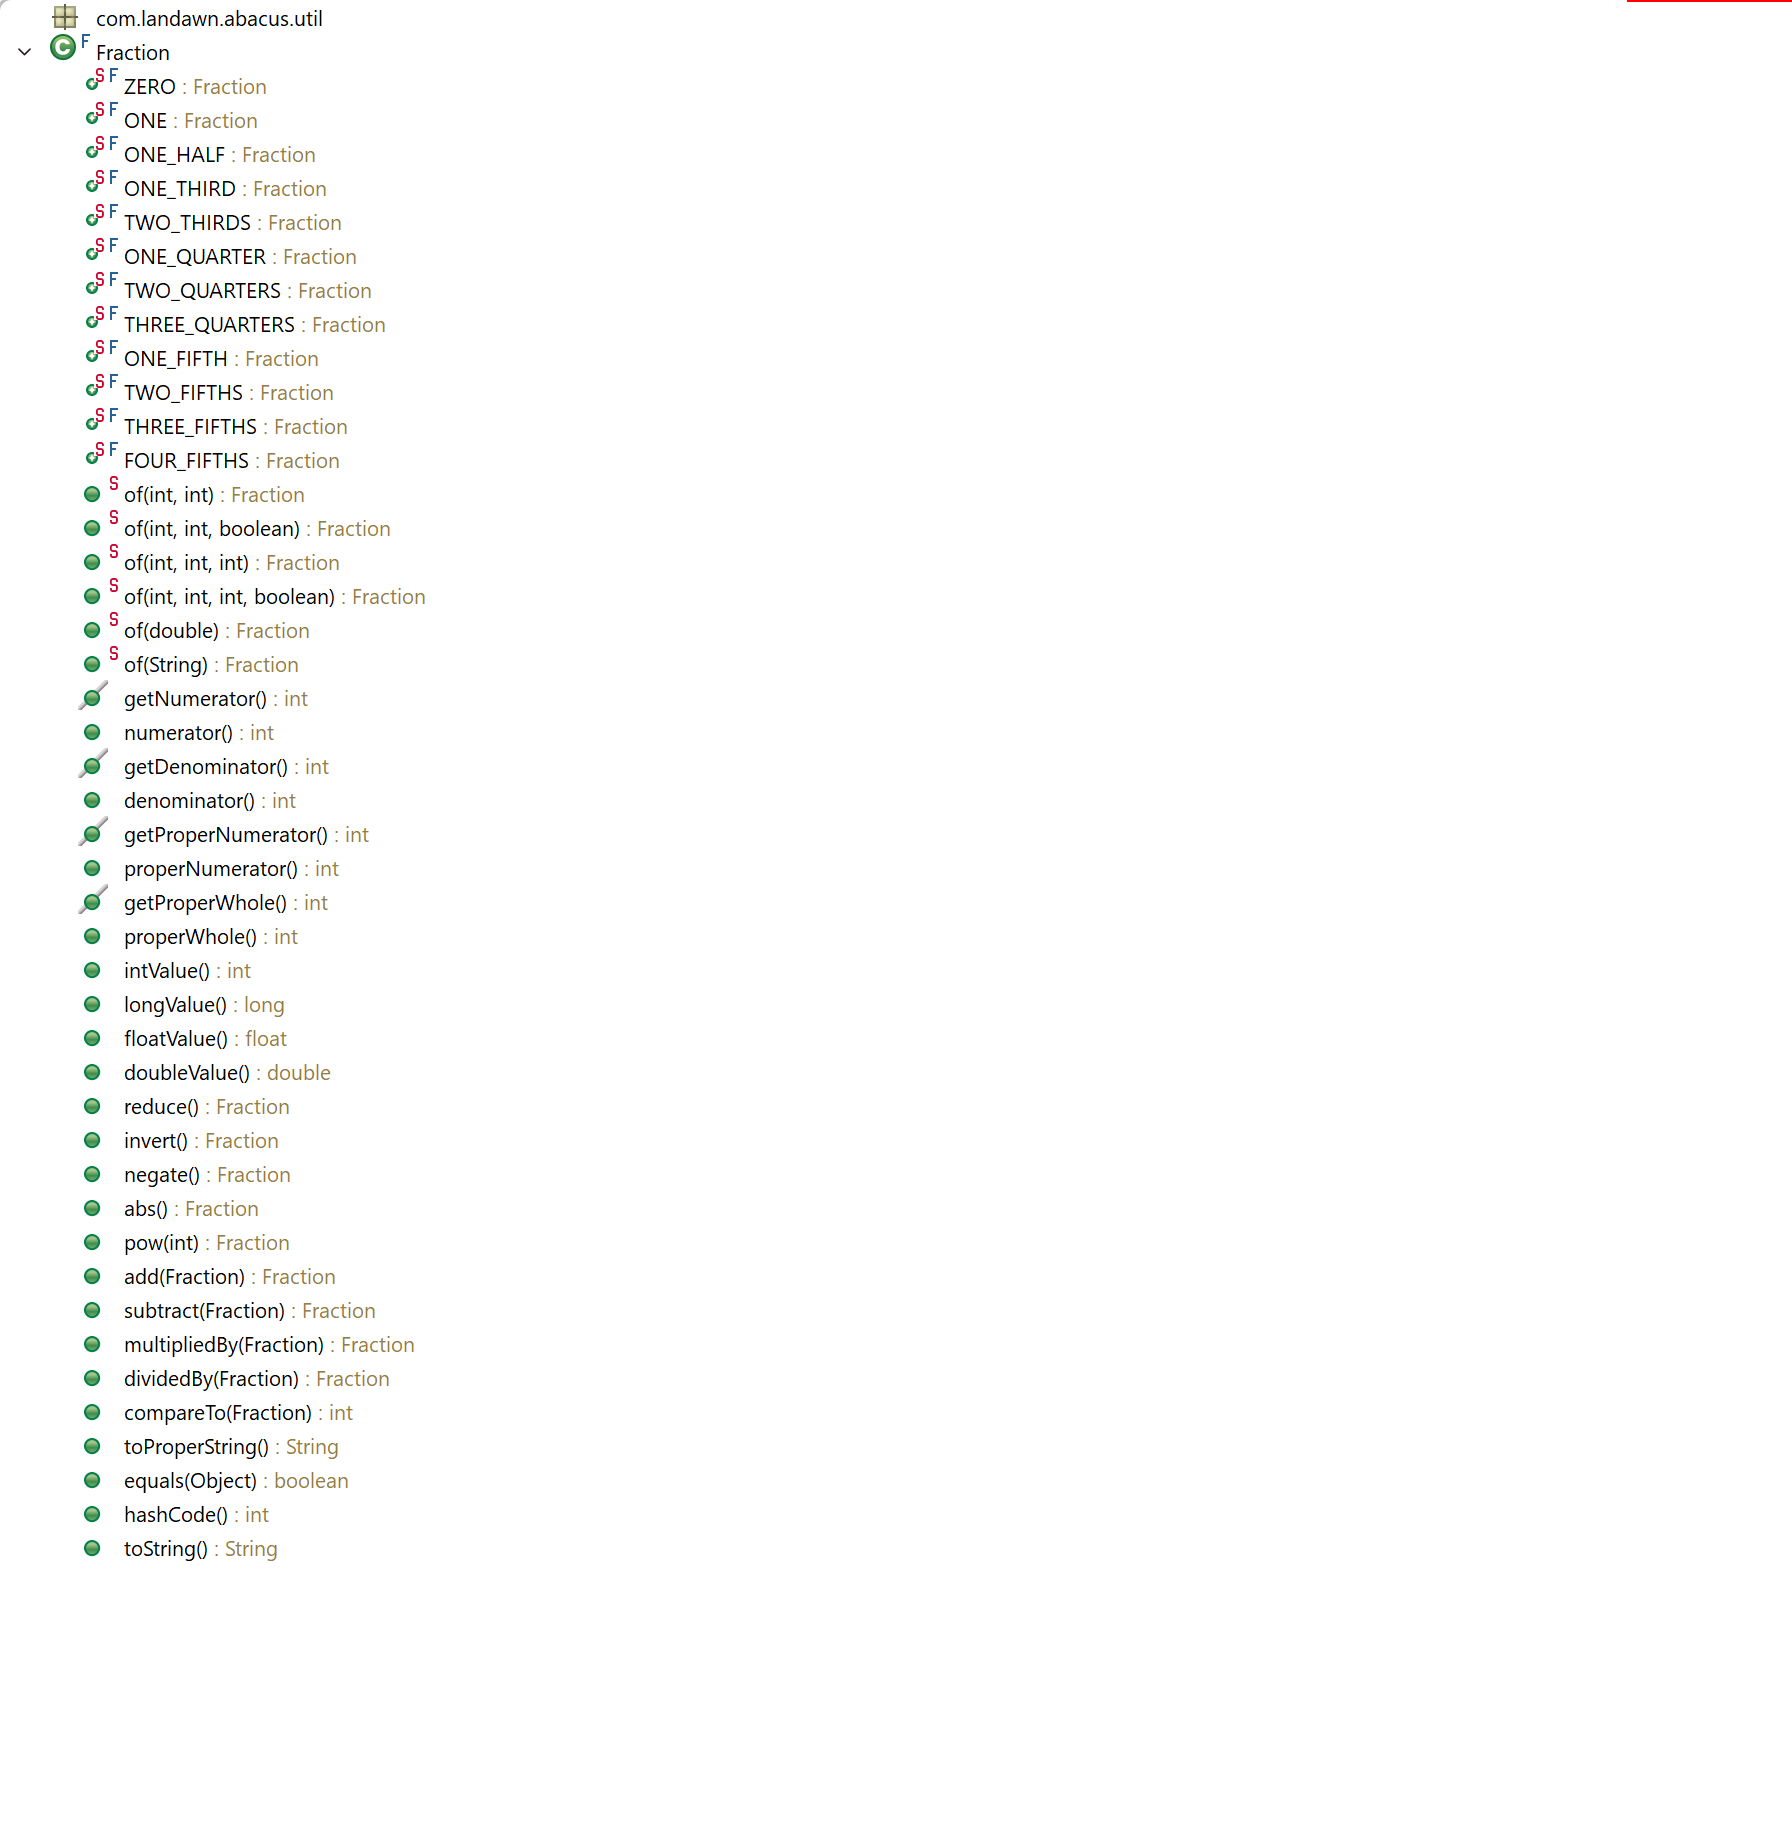 com.landawn.abacus.util
Fraction
ZERO : Fraction
ONE : Fraction
ONE_HALF : Fraction
ONE_THIRD : Fraction
TWO_THIRDS : Fraction
ONE_QUARTER : Fraction
TWO_QUARTERS : Fraction
THREE_QUARTERS : Fraction
ONE_FIFTH : Fraction
TWO_FIFTHS : Fraction
THREE_FIFTHS : Fraction
FOUR_FIFTHS : Fraction
of(int, int) : Fraction
of(int, int, boolean) : Fraction
of(int, int, int) : Fraction
of(int, int, int, boolean) : Fraction
of(double) : Fraction
of(String) : Fraction
getNumerator() : int
numerator() : int
getDenominator() : int
denominator() : int
getProperNumerator() : int
properNumerator() : int
getProperWhole() : int
properWhole() : int
intValue() : int
longValue() : long
floatValue() : float
doubleValue() : double
reduce() : Fraction
invert() : Fraction
negate() : Fraction
abs() : Fraction
pow(int) : Fraction
add(Fraction) : Fraction
subtract(Fraction) : Fraction
multipliedBy(Fraction) : Fraction
dividedBy(Fraction) : Fraction
compareTo(Fraction) : int
toProperString() : String
equals(Object) : boolean
hashCode() : int
toString() : String